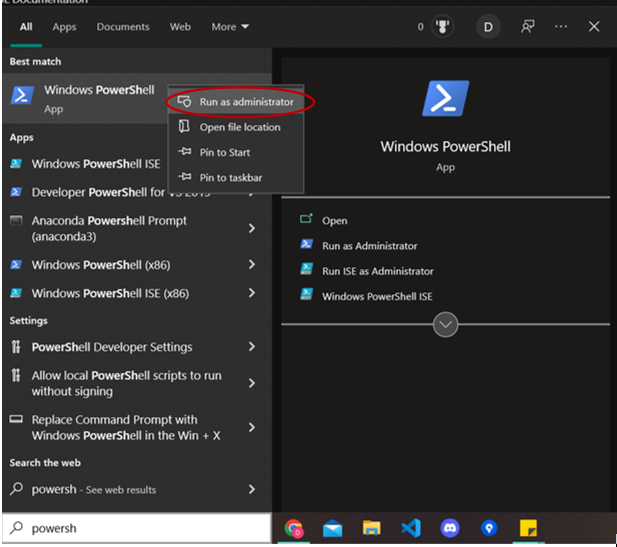 DE Documentation
All Apps Documents Web More
0 D
Best match
Windows PowerShell
App
Run as administrator
Open file location
Pin to Start
Pin to taskbar
Apps
Windows PowerShell ISE
Developer PowerShell for VS 2019
Anaconda Powershell Prompt
(anaconda3)
Windows PowerShell (x86)
Windows PowerShell ISE (x86)
Settings
PowerShell Developer Settings
Allow local PowerShell scripts to run
without signing
Replace Command Prompt with
Windows PowerShell in the Win + X
Search the web
powersh - See web results
powersh
Windows PowerShell
App
Open
Run as Administrator
Run ISE as Administrator
Windows PowerShell ISE